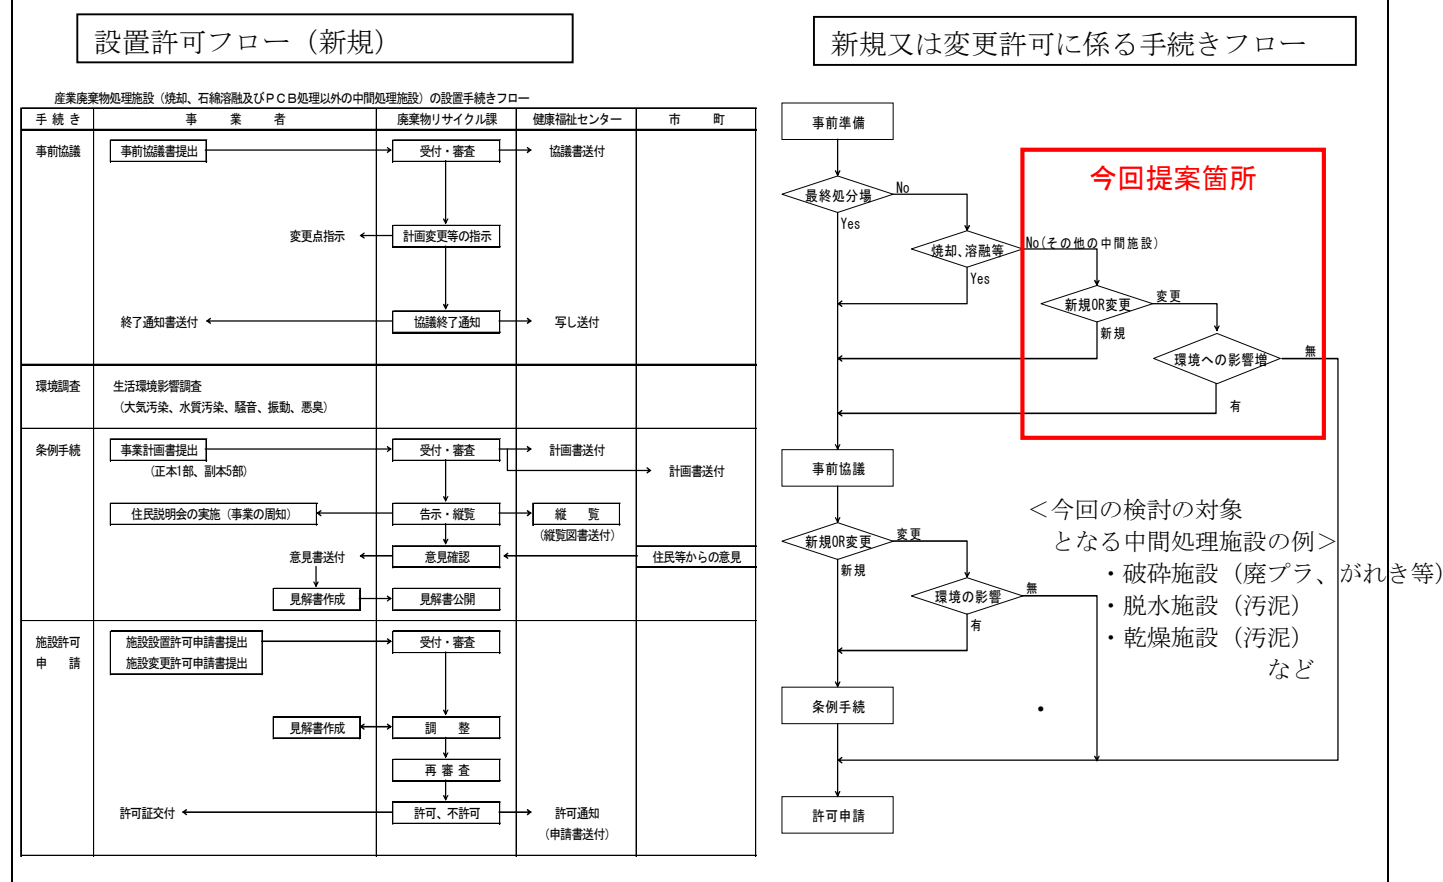 設置許可フロー（新規）
産業廃棄物処理施設（焼却、石綿溶融及びＰＣＢ処理以外の中間処理施設）の設置手続きフロー
手 続 き　事　業　者　廃棄物リサイクル課　健康福祉センター　市　町
事前協議　事前協議書提出　受付・審査　協議書送付
変更点指示　計画変更等の指示
終了通知書送付　協議終了通知　写し送付
環境調査　生活環境影響調査
（大気汚染、水質汚染、騒音、振動、悪臭）
条例手続　事業計画書提出　受付・審査　計画書送付
（正本1部、副本5部）　計画書送付
住民説明会の実施（事業の周知）　告示・縦覧　縦　覧
（縦覧図書送付）
意見書送付　意見確認　住民等からの意見
見解書作成　見解書公開
施設許可　施設設置許可申請書提出　受付・審査
申　請　施設変更許可申請書提出
見解書作成　調　整
再 審 査
許可証交付　許可、不許可　許可通知
（申請書送付）
新規又は変更許可に係る手続きフロー
事前準備
今回提案箇所
最終処分場　No
Yes
焼却、溶融等　No(その他の中間施設)
Yes
新規OR変更　変更
新規
環境への影響増　無
有
事前協議
新規OR変更　変更
新規
環境の影響　無
有
条例手続
許可申請
＜今回の検討の対象
となる中間処理施設の例＞
・破砕施設（廃プラ、がれき等）
・脱水施設（汚泥）
・乾燥施設（汚泥）
など
・